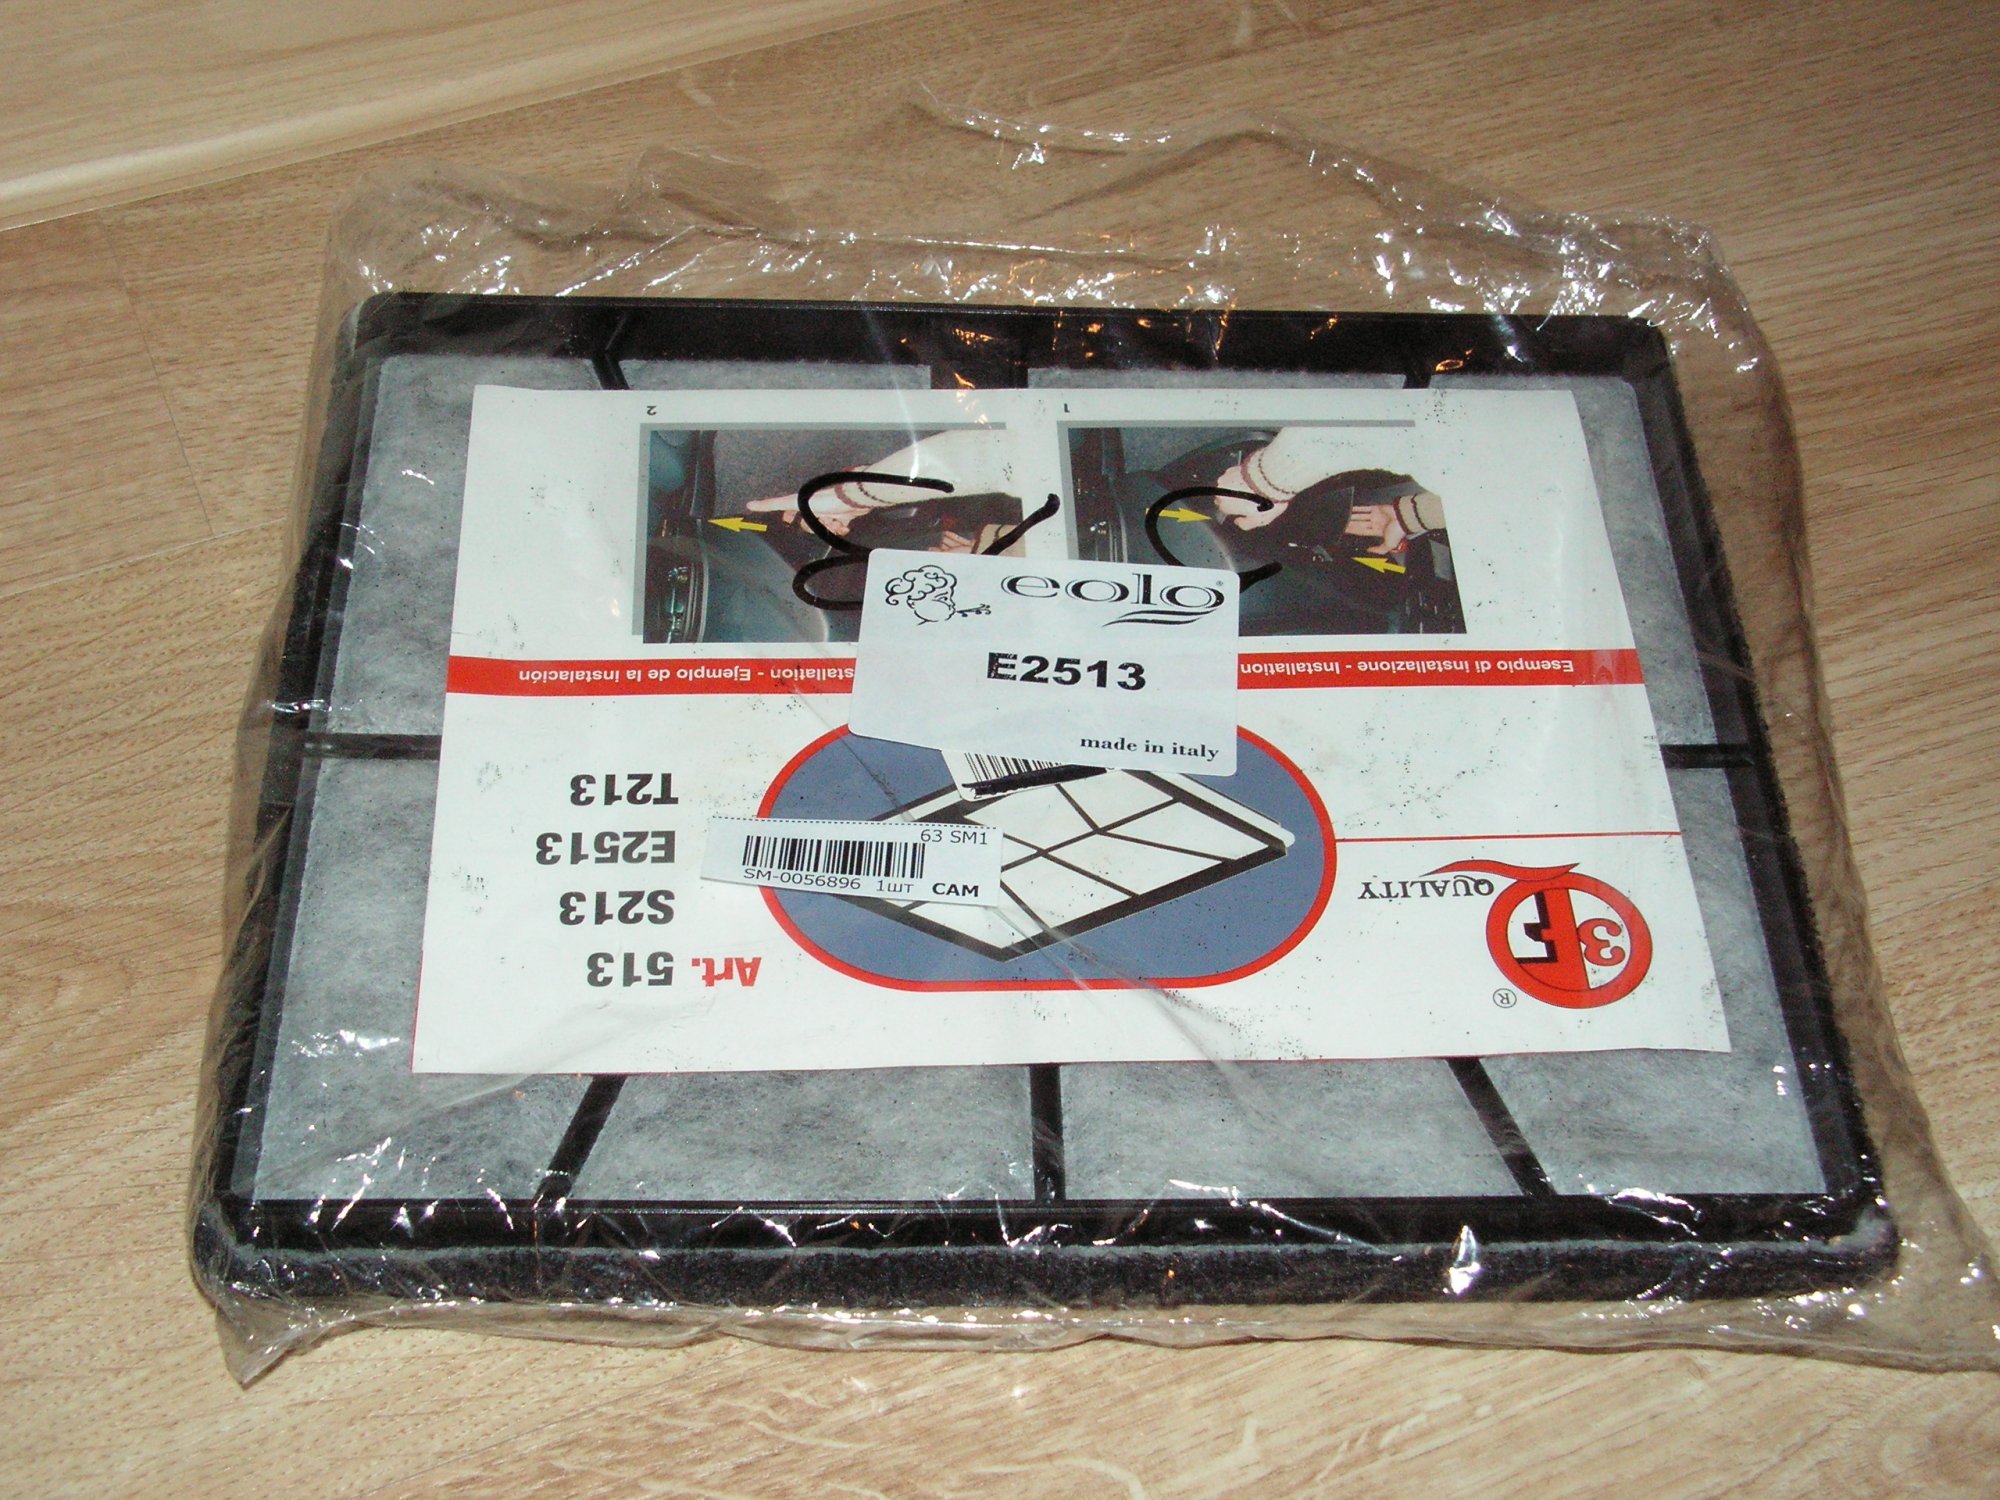 eolo®
E2513
made in italy
63 SM1
SM-0056896 1шт CAM
3F ®
QUALITY
Art. 513
S213
E2513
T213
Esempio di installazione - Installation
- Ejemplo de la instalación
1
2